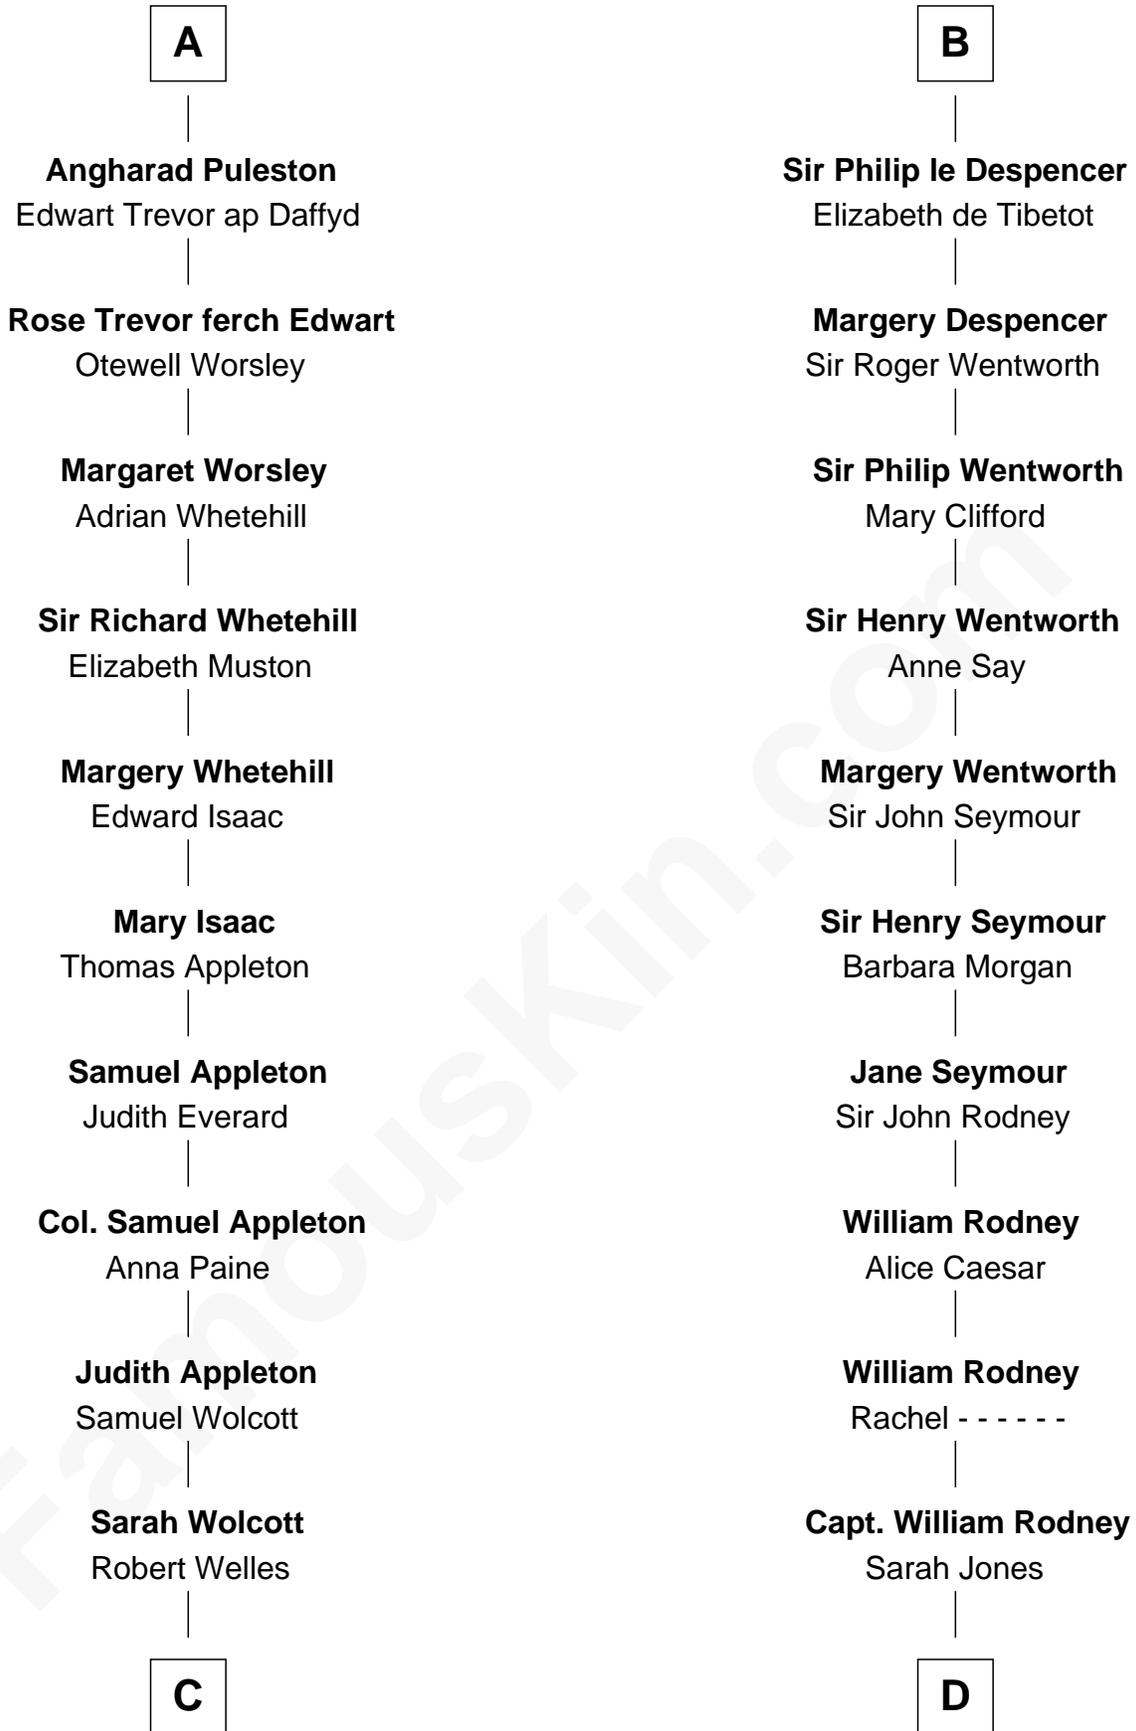 A
Angharad Puleston
Edwart Trevor ap Daffyd
Rose Trevor ferch Edwart
Otewell Worsley
Margaret Worsley
Adrian Whetehill
Sir Richard Whetehill
Elizabeth Muston
Margery Whetehill
Edward Isaac
Mary Isaac
Thomas Appleton
Samuel Appleton
Judith Everard
Col. Samuel Appleton
Anna Paine
Judith Appleton
Samuel Wolcott
Sarah Wolcott
Robert Welles
C
B
Sir Philip le Despencer
Elizabeth de Tibetot
Margery Despencer
Sir Roger Wentworth
Sir Philip Wentworth
Mary Clifford
Sir Henry Wentworth
Anne Say
Margery Wentworth
Sir John Seymour
Sir Henry Seymour
Barbara Morgan
Jane Seymour
Sir John Rodney
William Rodney
Alice Caesar
William Rodney
Rachel - - - - - -
Capt. William Rodney
Sarah Jones
D
FamousKin.com